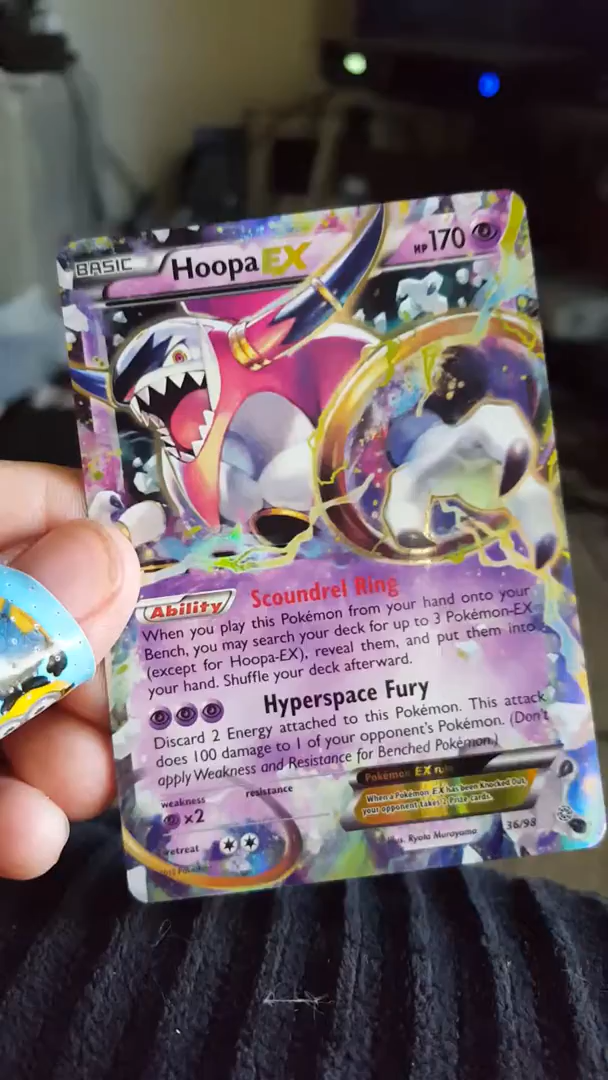 BASIC HoopaEX HP170
Ability Scoundrel Ring
When you play this Pokémon from your hand onto your
Bench, you may search your deck for up to 3 Pokémon-EX
(except for Hoopa-EX), reveal them, and put them into
your hand. Shuffle your deck afterward.
Hyperspace Fury
Discard 2 Energy attached to this Pokémon. This attack
does 100 damage to 1 of your opponent's Pokémon. (Don't
apply Weakness and Resistance for Benched Pokémon.)
weakness resistance
×2
retreat
Pokémon EX rule
When a Pokémon EX has been Knocked Out,
your opponent takes 2 Prize cards.
Illus. Ryota Murayama 36/98